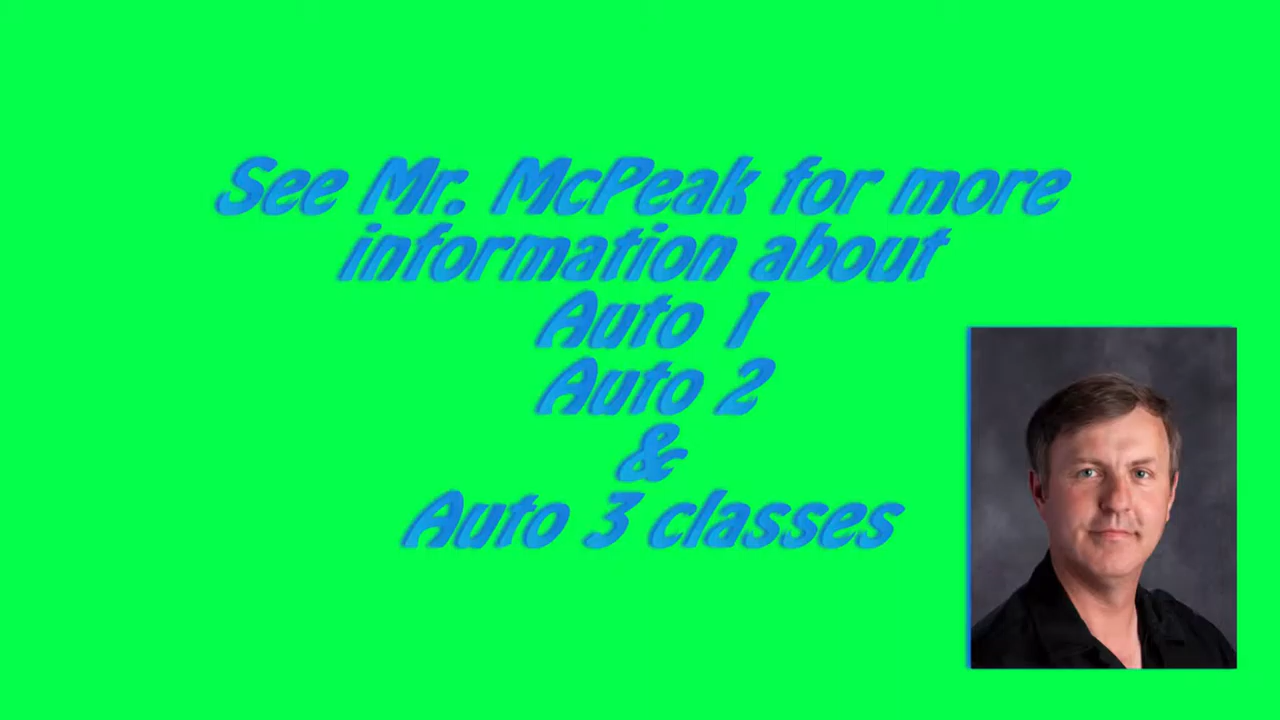 See Mr. McPeak for more
information about
Auto 1
Auto 2
&
Auto 3 classes